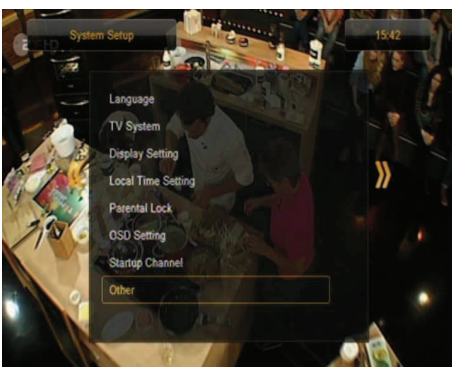 System Setup
15:42
Language
TV System
Display Setting
Local Time Setting
Parental Lock
OSD Setting
Startup Channel
Other